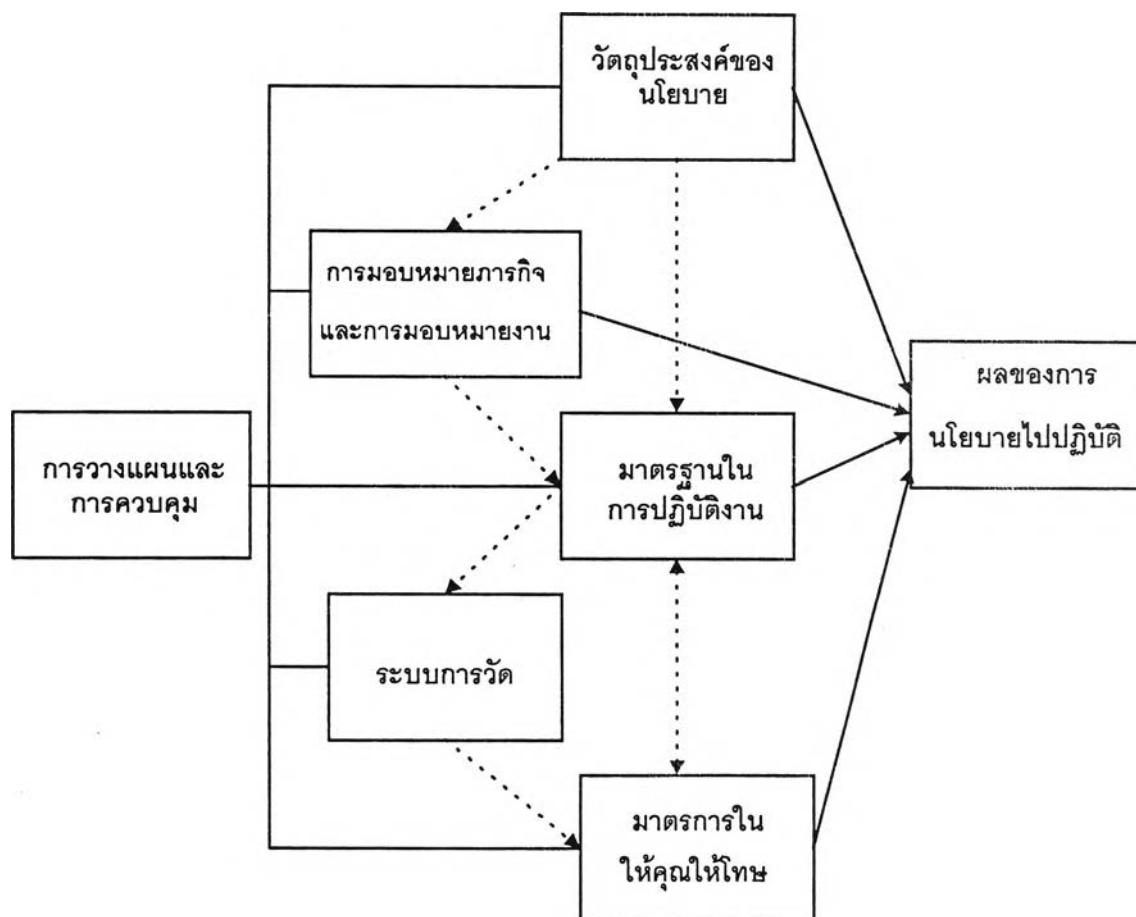 วัตถุประสงค์ของ
นโยบาย
การมอบหมายภารกิจ
และการมอบหมายงาน
ผลของการ
นโยบายไปปฏิบัติ
การวางแผนและ
การควบคุม
มาตรฐานใน
การปฏิบัติงาน
ระบบการวัด
มาตรการใน
ให้คุณให้โทษ